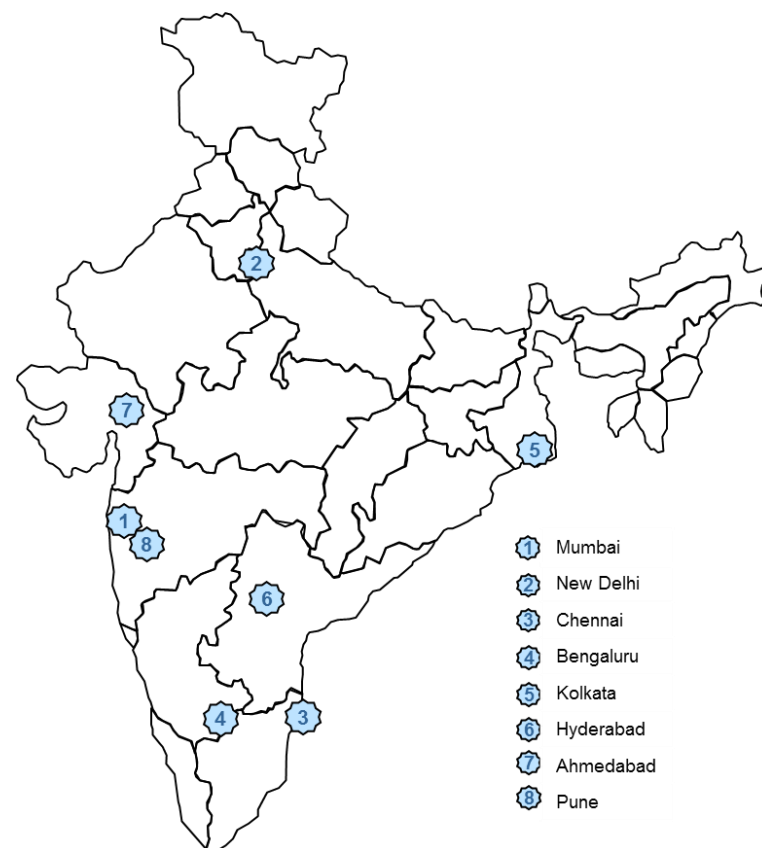 2
7
5
1
8
6
4
3
1 Mumbai
2 New Delhi
3 Chennai
4 Bengaluru
5 Kolkata
6 Hyderabad
7 Ahmedabad
8 Pune